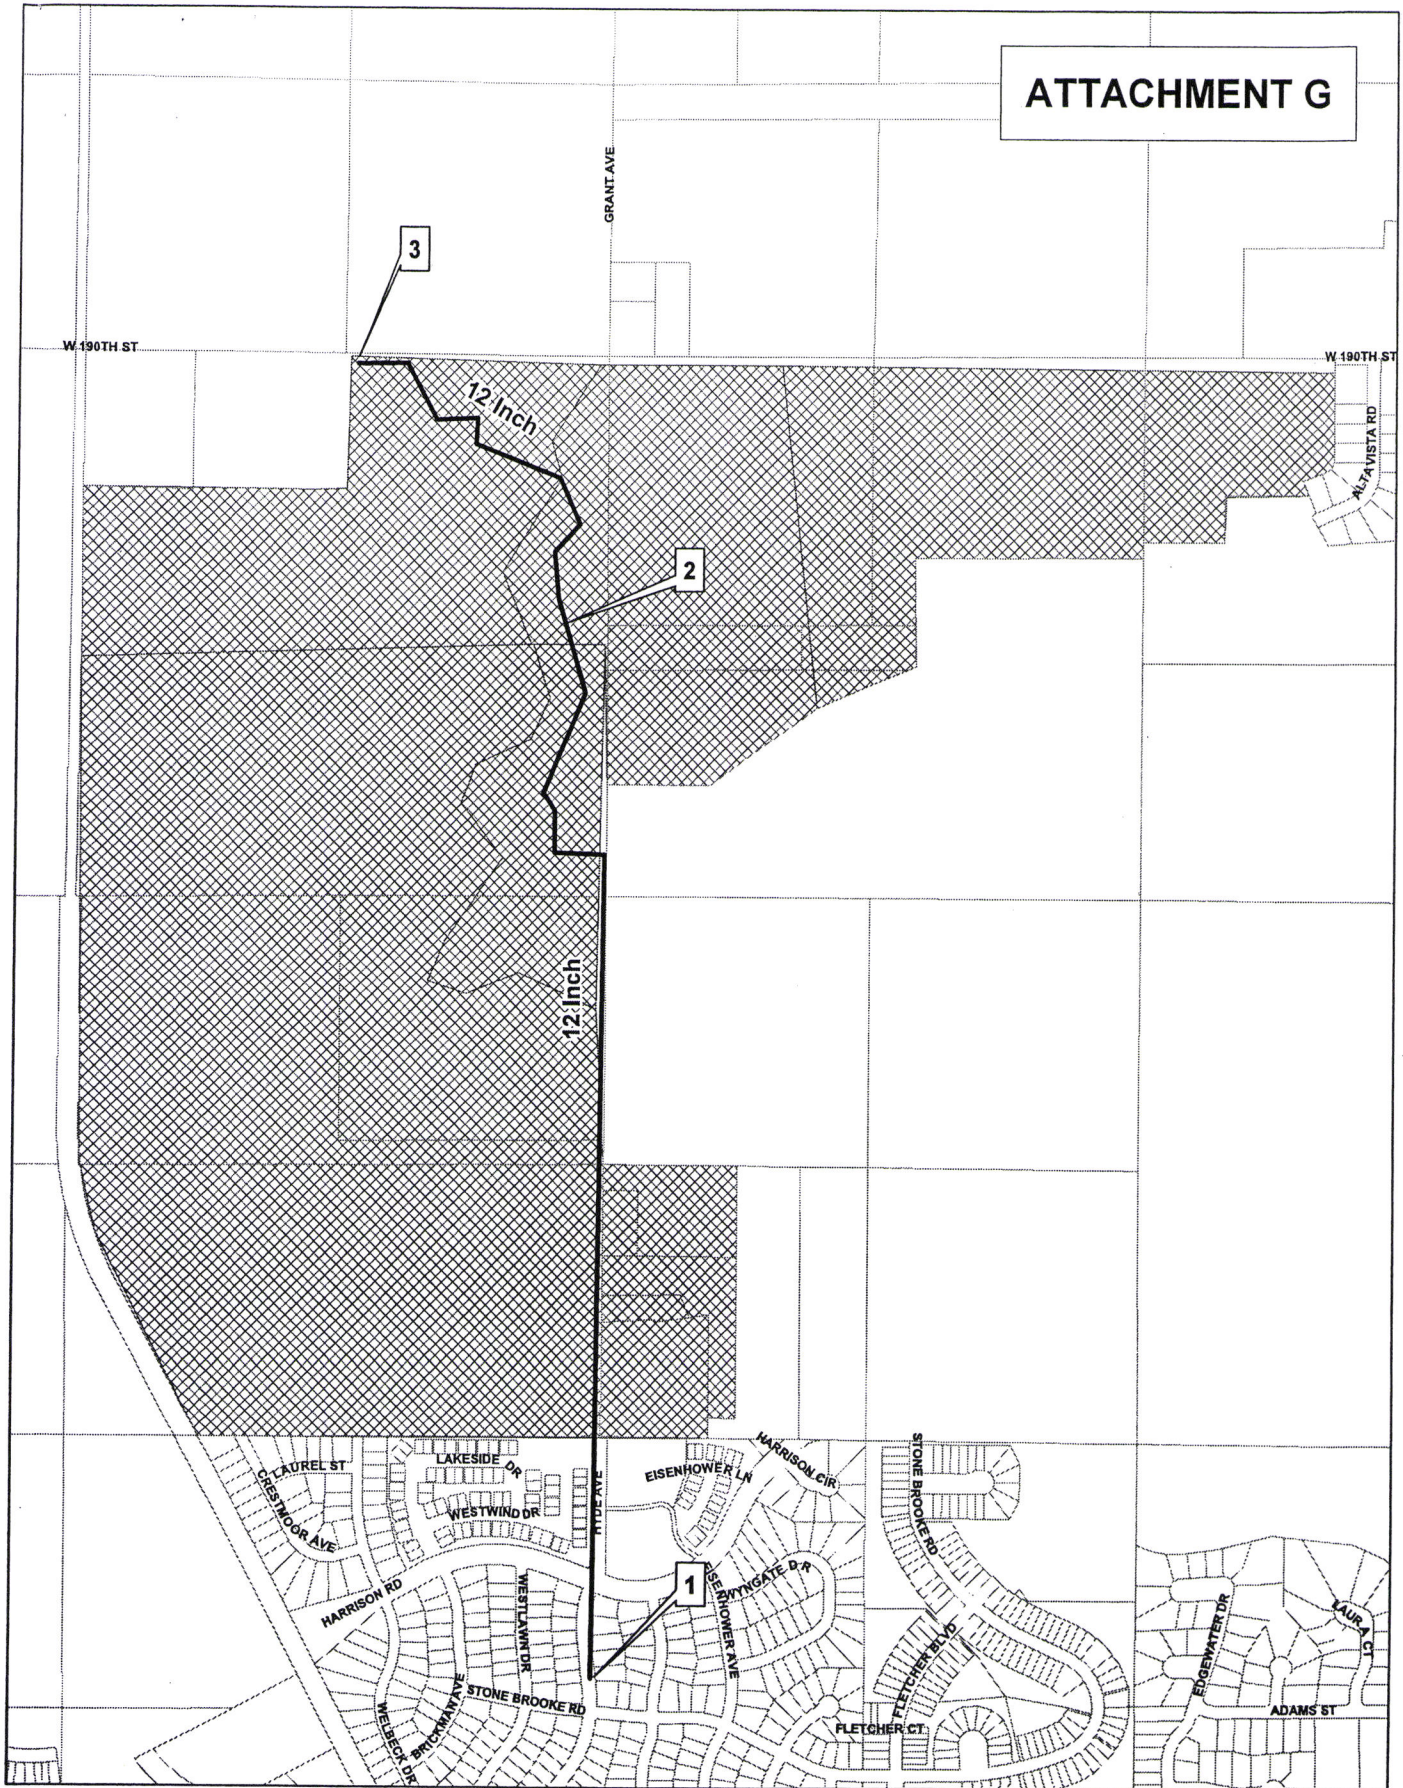 ATTACHMENT G
GRANT AVE
3
W 190TH ST
W 190TH ST
12 Inch
ALTA VISTA RD
2
12 Inch
LAUREL ST
LAKESIDE DR
HARRISON CIR
EISENHOWER LN
STONE BROOKE RD
CRESTMOOR AVE
WESTWIND DR
HYDE AVE
HARRISON RD
WESTLAWN DR
1
EISENHOWER AVE
WYNGATE DR
FLETCHER BLVD
EDGEWATER DR
LAURA CT
WELBECK DR
BRICKMAN AVE
STONE BROOKE RD
FLETCHER CT
ADAMS ST